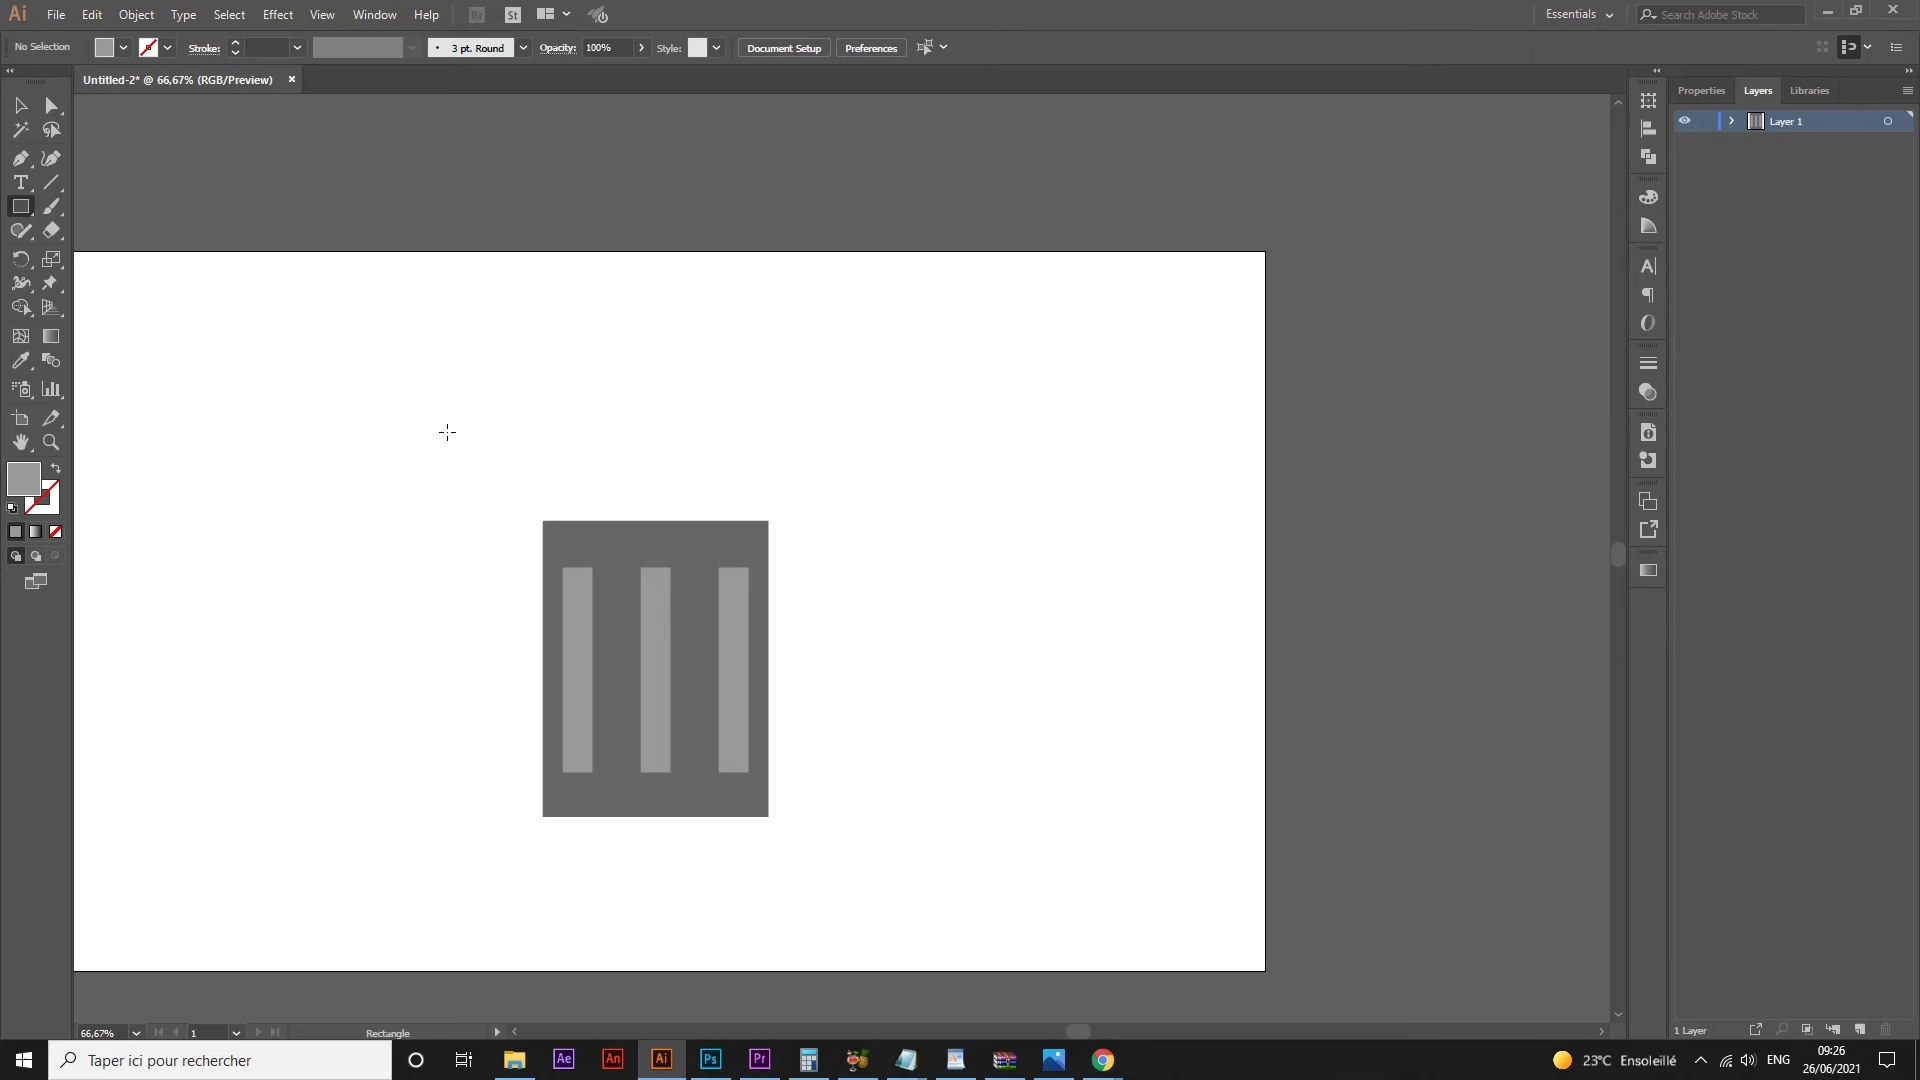 Ai File Edit Object Type Select Effect View Window Help Br St Essentials Search Adobe Stock
No Selection Stroke: 3 pt. Round Opacity: 100% Style: Document Setup Preferences
Untitled-2* @ 66,67% (RGB/Preview)
Properties Layers Libraries
Layer 1
66,67% 1 Rectangle
1 Layer
Taper ici pour rechercher Ae An Ai Ps Pr 23°C Ensoleillé ENG
09:26
26/06/2021